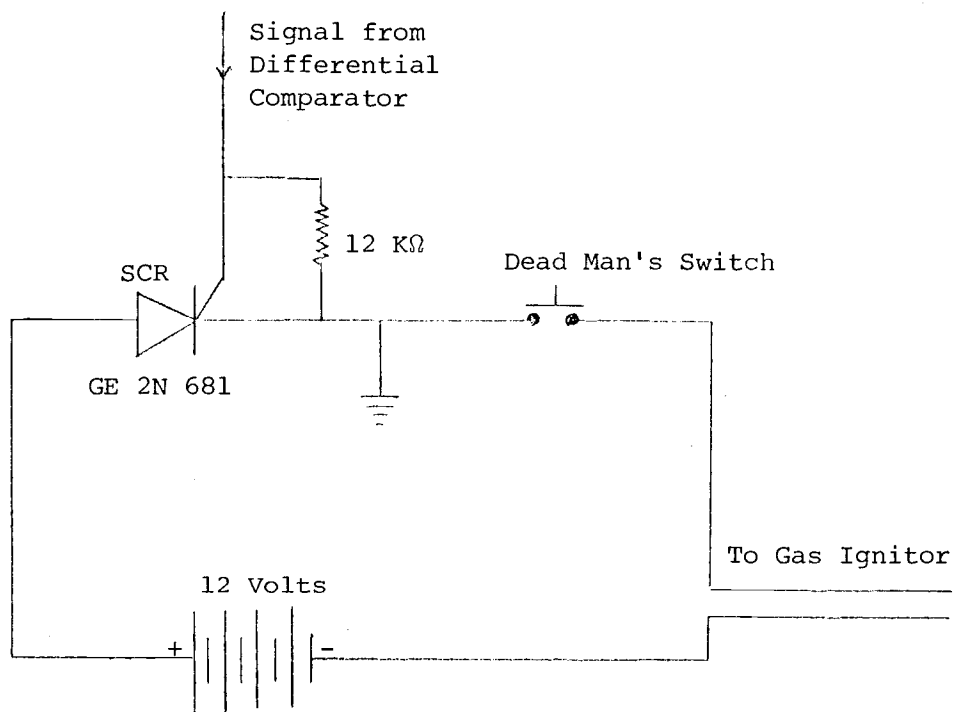 Signal from
Differential
Comparator
12 KΩ
Dead Man's Switch
SCR
GE 2N 681
To Gas Ignitor
12 Volts
+ -